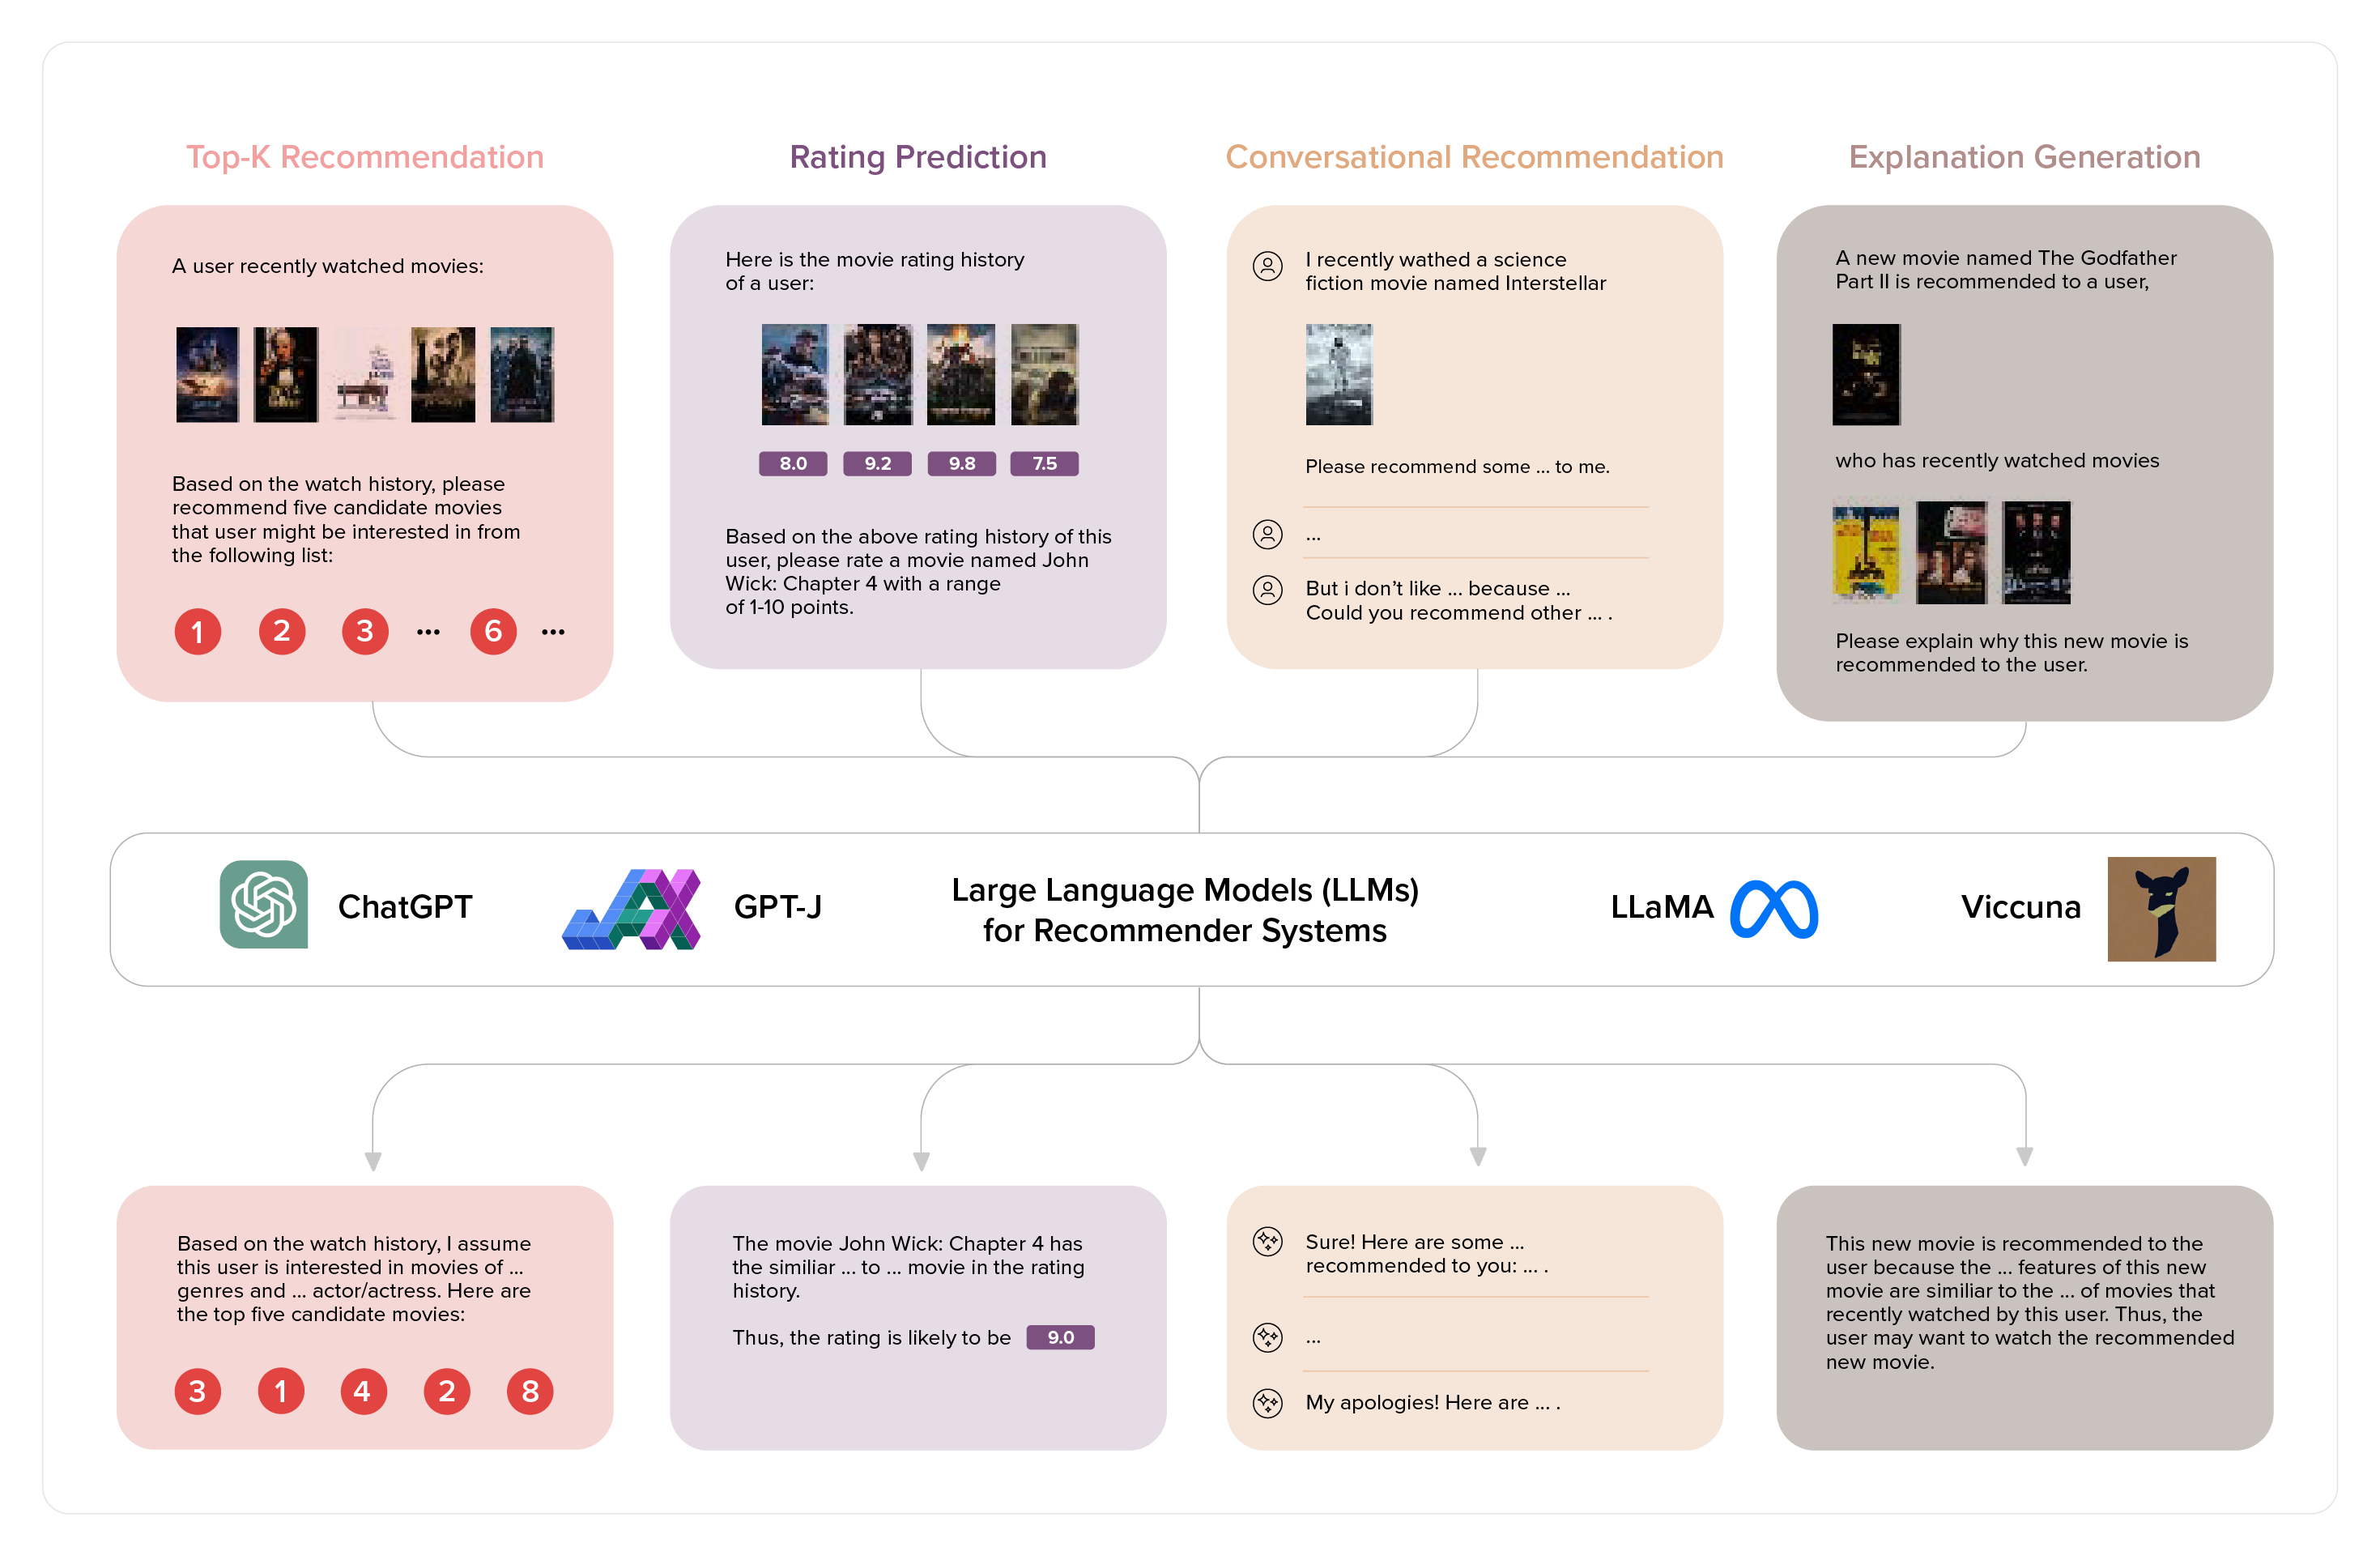 Top-K Recommendation
A user recently watched movies:
Based on the watch history, please
recommend five candidate movies
that user might be interested in from
the following list:
1 2 3 ... 6 ...
Rating Prediction
Here is the movie rating history
of a user:
8.0 9.2 9.8 7.5
Based on the above rating history of this
user, please rate a movie named John
Wick: Chapter 4 with a range
of 1-10 points.
Conversational Recommendation
I recently wathed a science
fiction movie named Interstellar
Please recommend some ... to me.
...
But i don’t like ... because ...
Could you recommend other ... .
Explanation Generation
A new movie named The Godfather
Part II is recommended to a user,
who has recently watched movies
Please explain why this new movie is
recommended to the user.
ChatGPT
GPT-J
Large Language Models (LLMs)
for Recommender Systems
LLaMA
Viccuna
Based on the watch history, I assume
this user is interested in movies of ...
genres and ... actor/actress. Here are
the top five candidate movies:
3 1 4 2 8
The movie John Wick: Chapter 4 has
the similiar ... to ... movie in the rating
history.
Thus, the rating is likely to be 9.0
Sure! Here are some ...
recommended to you: ... .
...
My apologies! Here are ... .
This new movie is recommended to the
user because the ... features of this new
movie are similiar to the ... of movies that
recently watched by this user. Thus, the
user may want to watch the recommended
new movie.